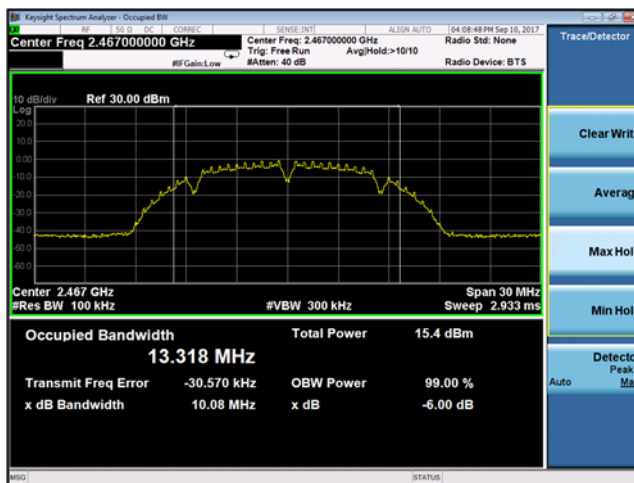 Keysight Spectrum Analyzer - Occupied BW
RF 50 Ω DC CORREC SENSE:INT ALIGN AUTO 04:08:48 PM Sep 10, 2017
Center Freq 2.467000000 GHz
Center Freq: 2.467000000 GHz
Radio Std: None
Trig: Free Run
Avg|Hold:>10/10
#IFGain:Low
#Atten: 40 dB
Radio Device: BTS
Trace/Detector
10 dB/div
Ref 30.00 dBm
Log
20.0
10.0
0.00
-10.0
-20.0
-30.0
-40.0
-50.0
-60.0
Clear Writ
Averag
Max Hol
Min Hol
Detecto
Peak
Auto Ma
Center 2.467 GHz
Span 30 MHz
#Res BW 100 kHz
#VBW 300 kHz
Sweep 2.933 ms
Occupied Bandwidth
13.318 MHz
Total Power 15.4 dBm
Transmit Freq Error -30.570 kHz
OBW Power 99.00 %
x dB Bandwidth 10.08 MHz
x dB -6.00 dB
MSG
STATUS